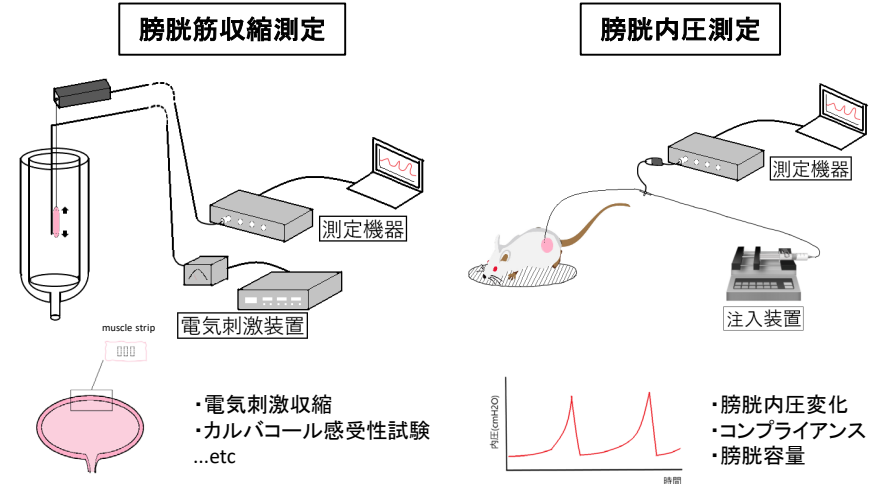 膀胱筋収縮測定
測定機器
電気刺激装置
muscle strip
・電気刺激収縮
・カルバコール感受性試験
...etc
膀胱内圧測定
測定機器
注入装置
内圧(cmH2O)
時間
・膀胱内圧変化
・コンプライアンス
・膀胱容量